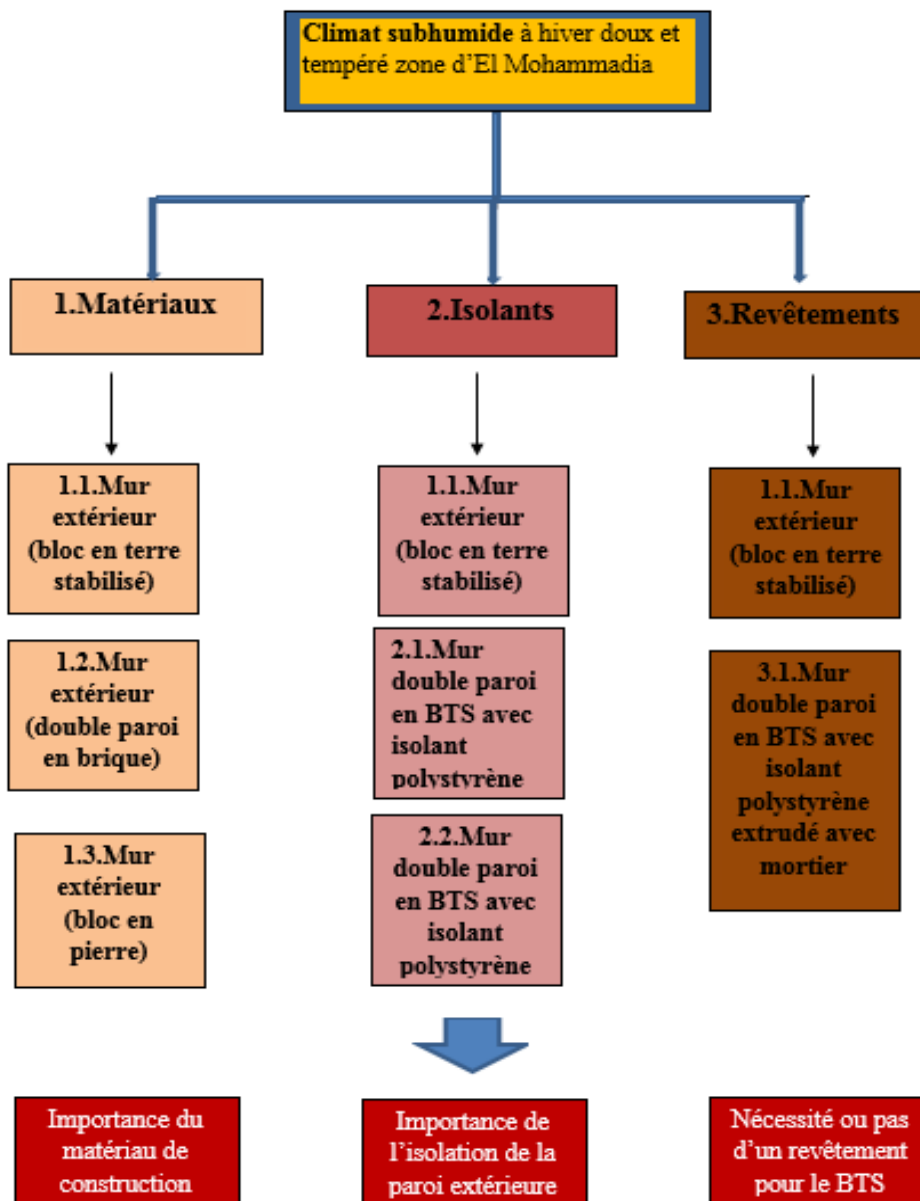 Climat subhumide à hiver doux et
tempéré zone d'El Mohammadia
1.Matériaux
2.Isolants
3.Revêtements
1.1.Mur
extérieur
(bloc en terre
stabilisé)
1.2.Mur
extérieur
(double paroi
en brique)
1.3.Mur
extérieur
(bloc en
pierre)
1.1.Mur
extérieur
(bloc en terre
stabilisé)
2.1.Mur
double paroi
en BTS avec
isolant
polystyrène
2.2.Mur
double paroi
en BTS avec
isolant
polystyrène
1.1.Mur
extérieur
(bloc en terre
stabilisé)
3.1.Mur
double paroi
en BTS avec
isolant
polystyrène
extrudé avec
mortier
Importance du
matériau de
construction
Importance de
l'isolation de la
paroi extérieure
Nécessité ou pas
d'un revêtement
pour le BTS